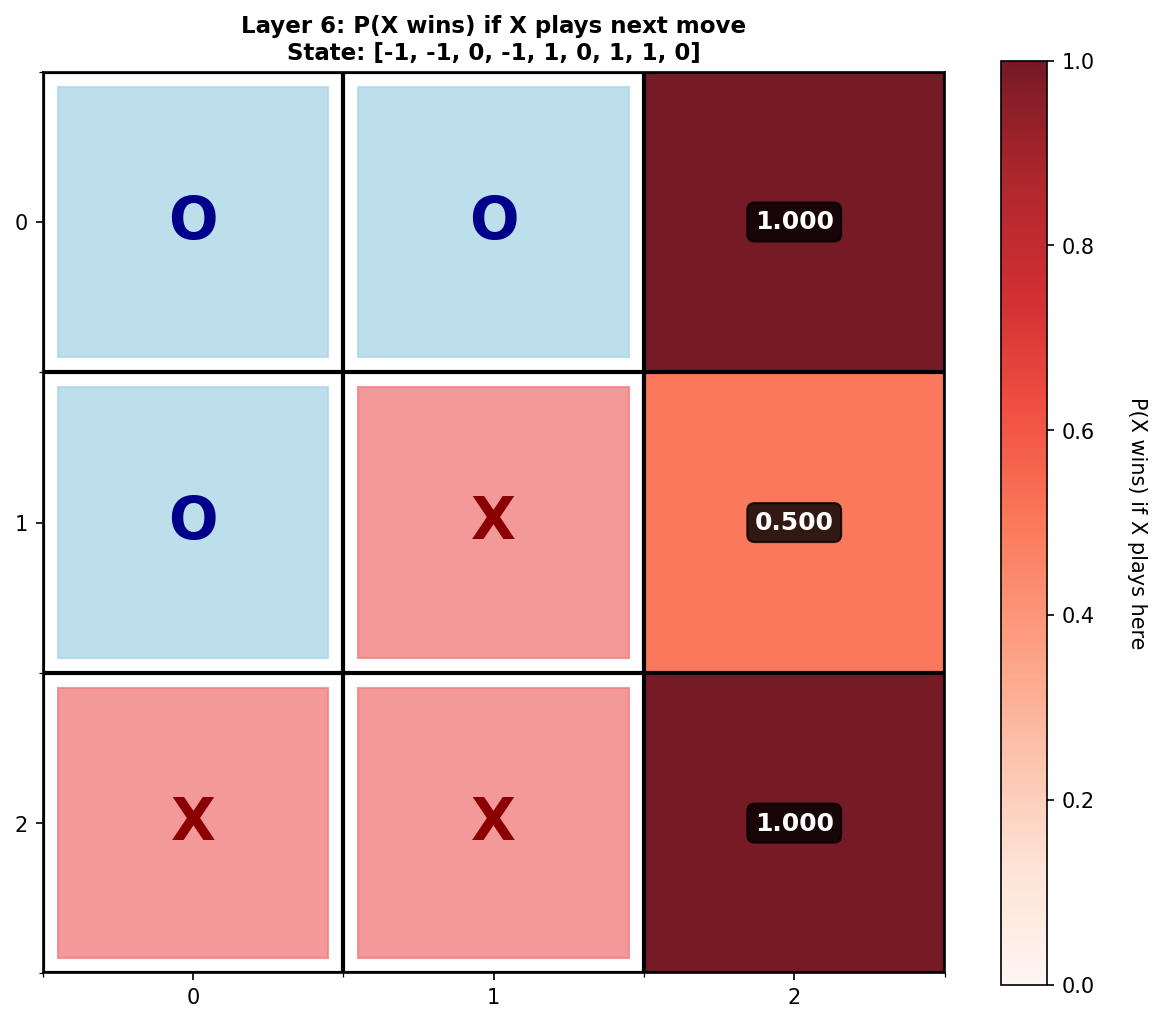 Layer 6: P(X wins) if X plays next move
State: [-1, -1, 0, -1, 1, 0, 1, 1, 0]
0
O
O
1.000
1
O
X
0.500
2
X
X
1.000
0
1
2
1.0
0.8
0.6
0.4
0.2
0.0
P(X wins) if X plays here